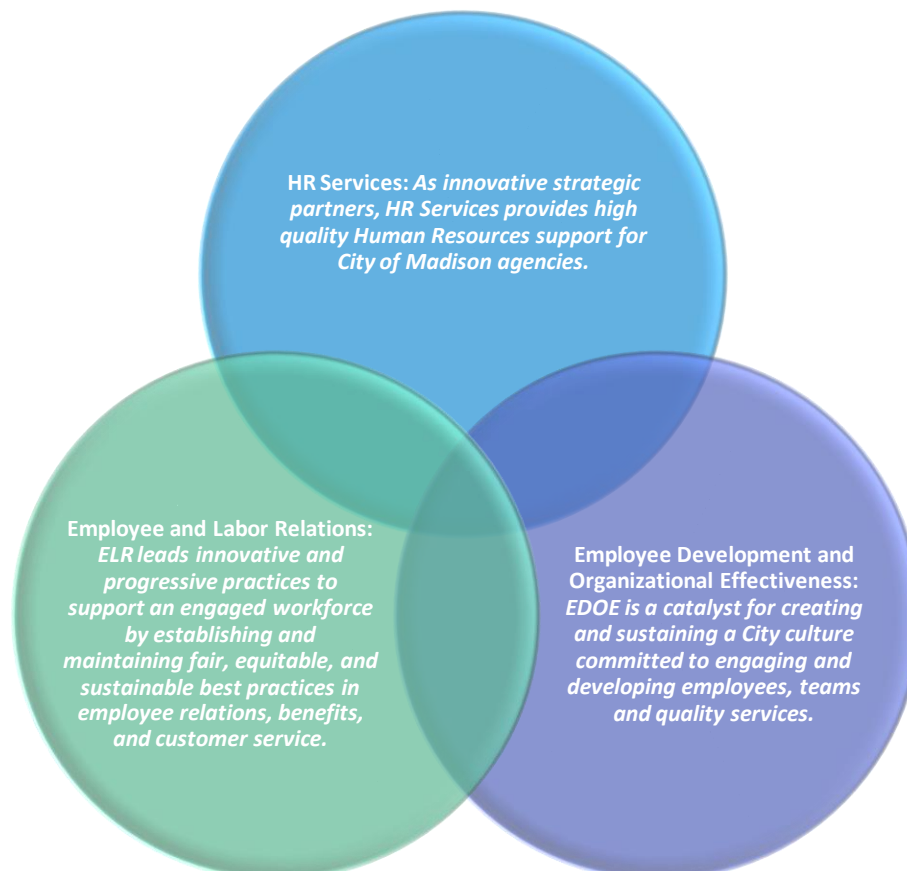 HR Services: As innovative strategic
partners, HR Services provides high
quality Human Resources support for
City of Madison agencies.
Employee and Labor Relations:
ELR leads innovative and
progressive practices to
support an engaged workforce
by establishing and
maintaining fair, equitable, and
sustainable best practices in
employee relations, benefits,
and customer service.
Employee Development and
Organizational Effectiveness:
EDOE is a catalyst for creating
and sustaining a City culture
committed to engaging and
developing employees, teams
and quality services.